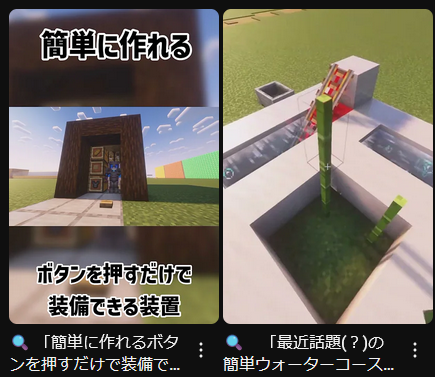 簡単に作れる
ボタンを押すだけで
装備できる装置
「簡単に作れるボタ
ンを押すだけで装備で...
「最近話題(?)の
簡単ウォーターコース...